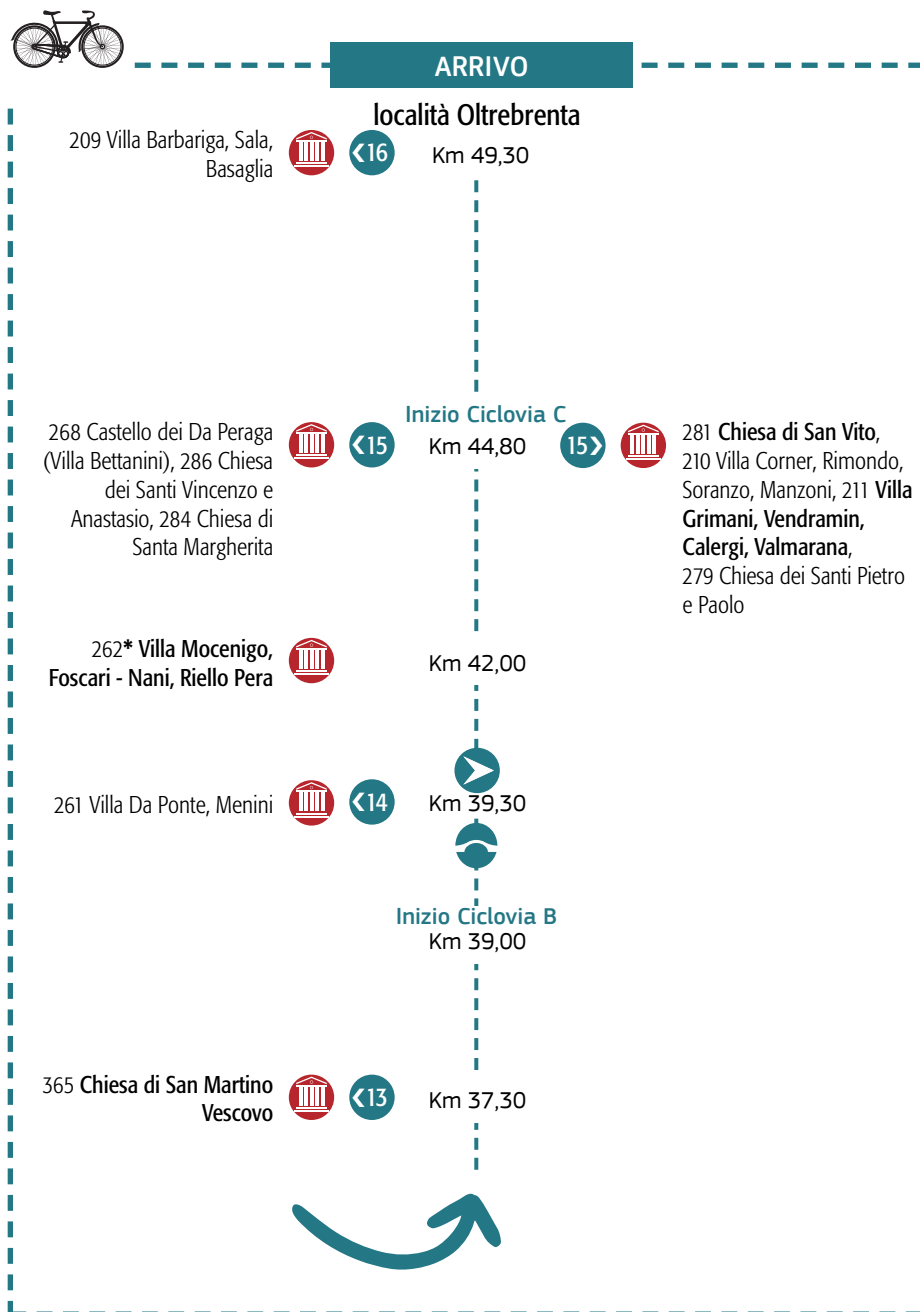 ARRIVO
località Oltrebrenta
209 Villa Barbariga, Sala,
Basaglia
16
Km 49,30
Inizio Ciclovia C
268 Castello dei Da Peraga
(Villa Bettanini), 286 Chiesa
dei Santi Vincenzo e
Anastasio, 284 Chiesa di
Santa Margherita
15
Km 44,80
15
281 Chiesa di San Vito,
210 Villa Corner, Rimondo,
Soranzo, Manzoni, 211 Villa
Grimani, Vendramin,
Calergi, Valmarana,
279 Chiesa dei Santi Pietro
e Paolo
262* Villa Mocenigo,
Foscari - Nani, Riello Pera
Km 42,00
261 Villa Da Ponte, Menini
14
Km 39,30
Inizio Ciclovia B
Km 39,00
365 Chiesa di San Martino
Vescovo
13
Km 37,30